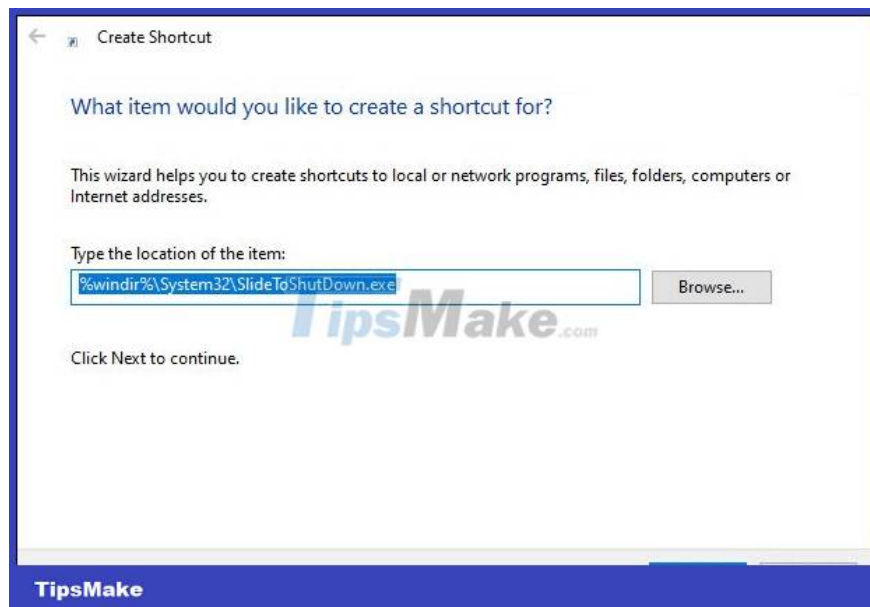 Create Shortcut
What item would you like to create a shortcut for?
This wizard helps you to create shortcuts to local or network programs, files, folders, computers or
Internet addresses.
Type the location of the item:
%windir%\System32\SlideToShutDown.exe
Browse...
TipsMake.com
Click Next to continue.
TipsMake